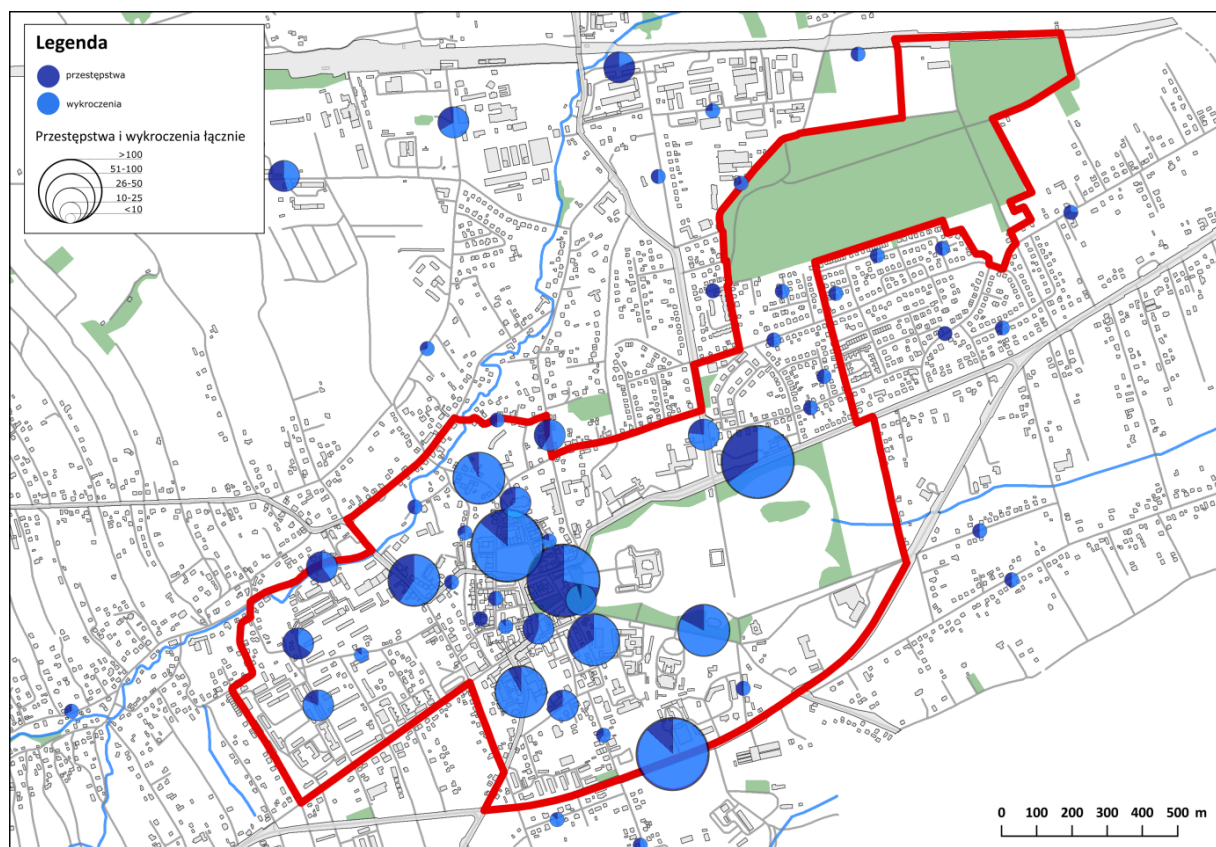 Legenda
przestępstwa
wykroczenia
Przestępstwa i wykroczenia łącznie
>100
51-100
26-50
10-25
<10
0 100 200 300 400 500 m